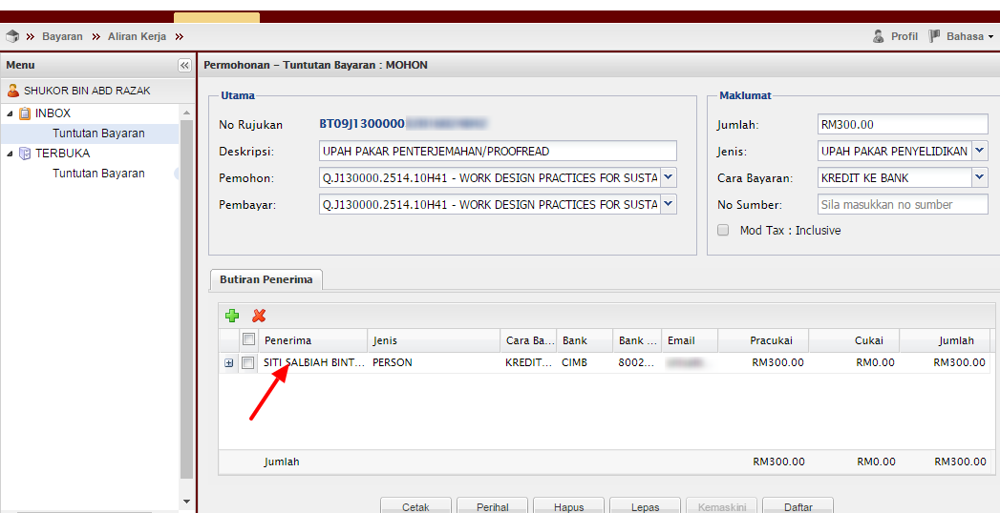 Bayaran » Aliran Kerja » Profil Bahasa
Menu
Permohonan – Tuntutan Bayaran : MOHON
SHUKOR BIN ABD RAZAK
INBOX
Tuntutan Bayaran
TERBUKA
Tuntutan Bayaran
Utama
No Rujukan BT09J1300000
Deskripsi: UPAH PAKAR PENTERJEMAHAN/PROOFREAD
Pemohon: Q.J130000.2514.10H41 - WORK DESIGN PRACTICES FOR SUSTA
Pembayar: Q.J130000.2514.10H41 - WORK DESIGN PRACTICES FOR SUSTA
Maklumat
Jumlah: RM300.00
Jenis: UPAH PAKAR PENYELIDIKAN
Cara Bayaran: KREDIT KE BANK
No Sumber: Sila masukkan no sumber
Mod Tax : Inclusive
Butiran Penerima
Penerima Jenis Cara Ba... Bank Bank ... Email Pracukai Cukai Jumlah
SITI SALBIAH BINT... PERSON KREDIT... CIMB 8002... RM300.00 RM0.00 RM300.00
Jumlah RM300.00 RM0.00 RM300.00
Cetak Perihal Hapus Lepas Kemaskini Daftar